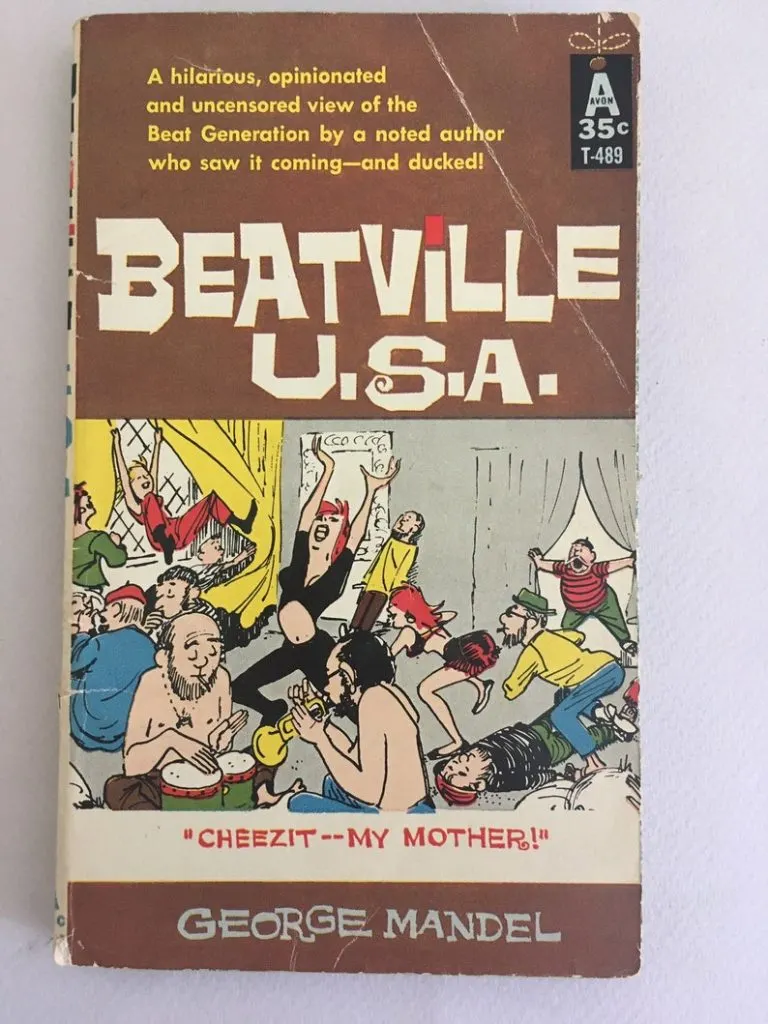 A hilarious, opinionated
and uncensored view of the
Beat Generation by a noted author
who saw it coming—and ducked!
A
AVON
35c
T-489
BEATViLLE
U.S.A.
"CHEEZIT--MY MOTHER!"
GEORGE MANDEL